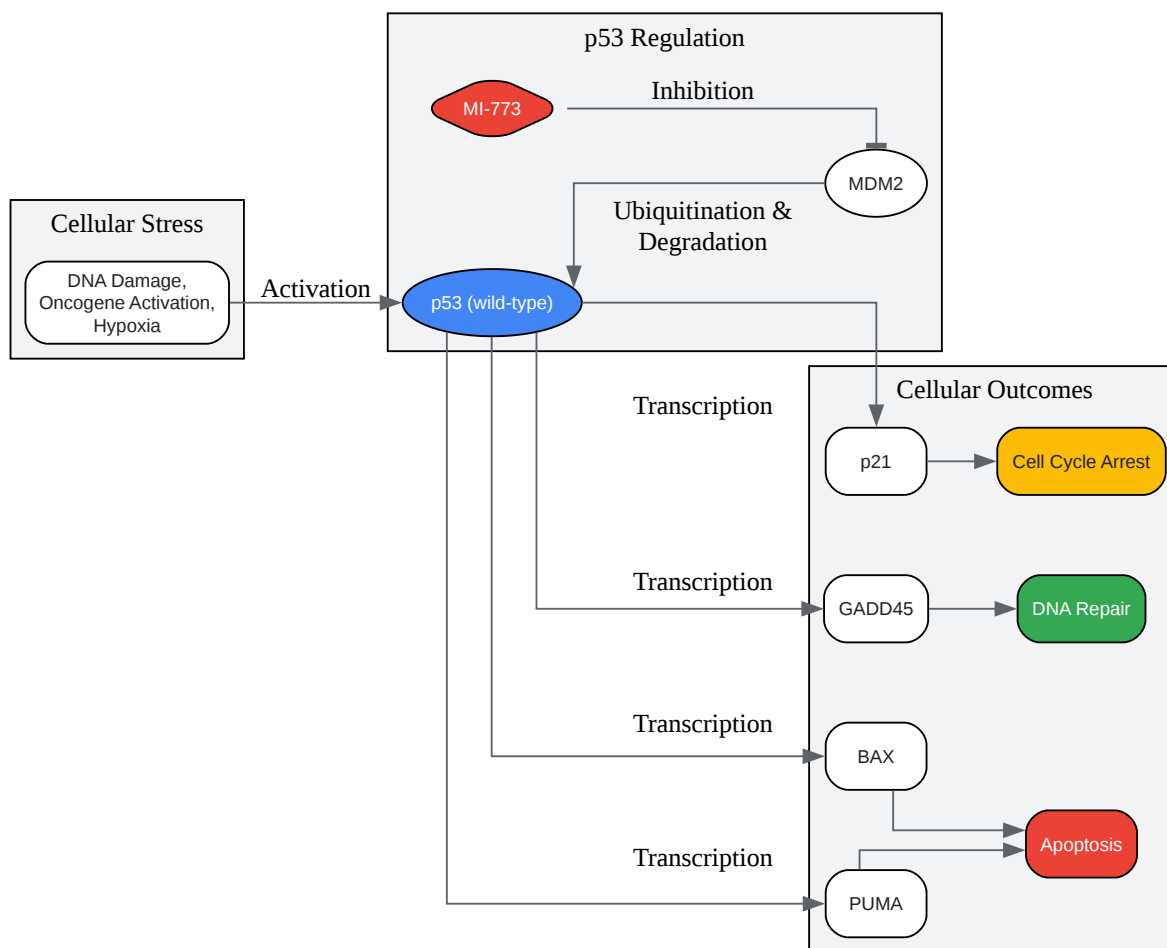 p53 Regulation
MI-773
Inhibition
MDM2
Ubiquitination &
Degradation
Cellular Stress
DNA Damage,
Oncogene Activation,
Hypoxia
Activation
p53 (wild-type)
Cellular Outcomes
Transcription
p21
Cell Cycle Arrest
Transcription
GADD45
DNA Repair
Transcription
BAX
Apoptosis
Transcription
PUMA